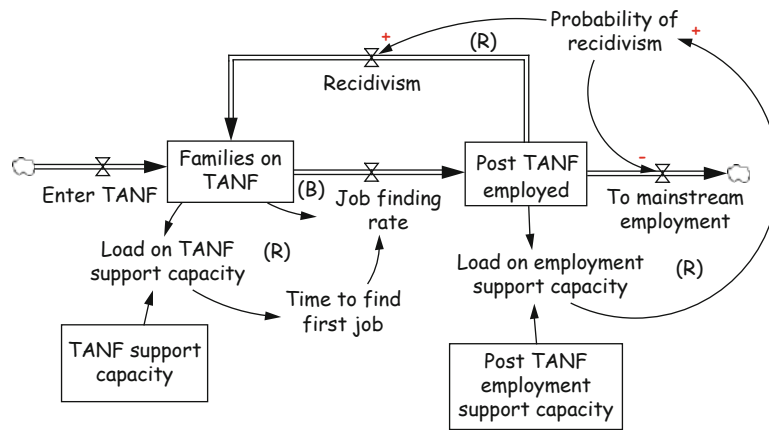 Probability of
recidivism
+
(R)
+
Recidivism
Families on
TANF
Post TANF
employed
-
Enter TANF
(B)
Job finding
rate
To mainstream
employment
Load on TANF
support capacity
(R)
Load on employment
support capacity
(R)
Time to find
first job
TANF support
capacity
Post TANF
employment
support capacity